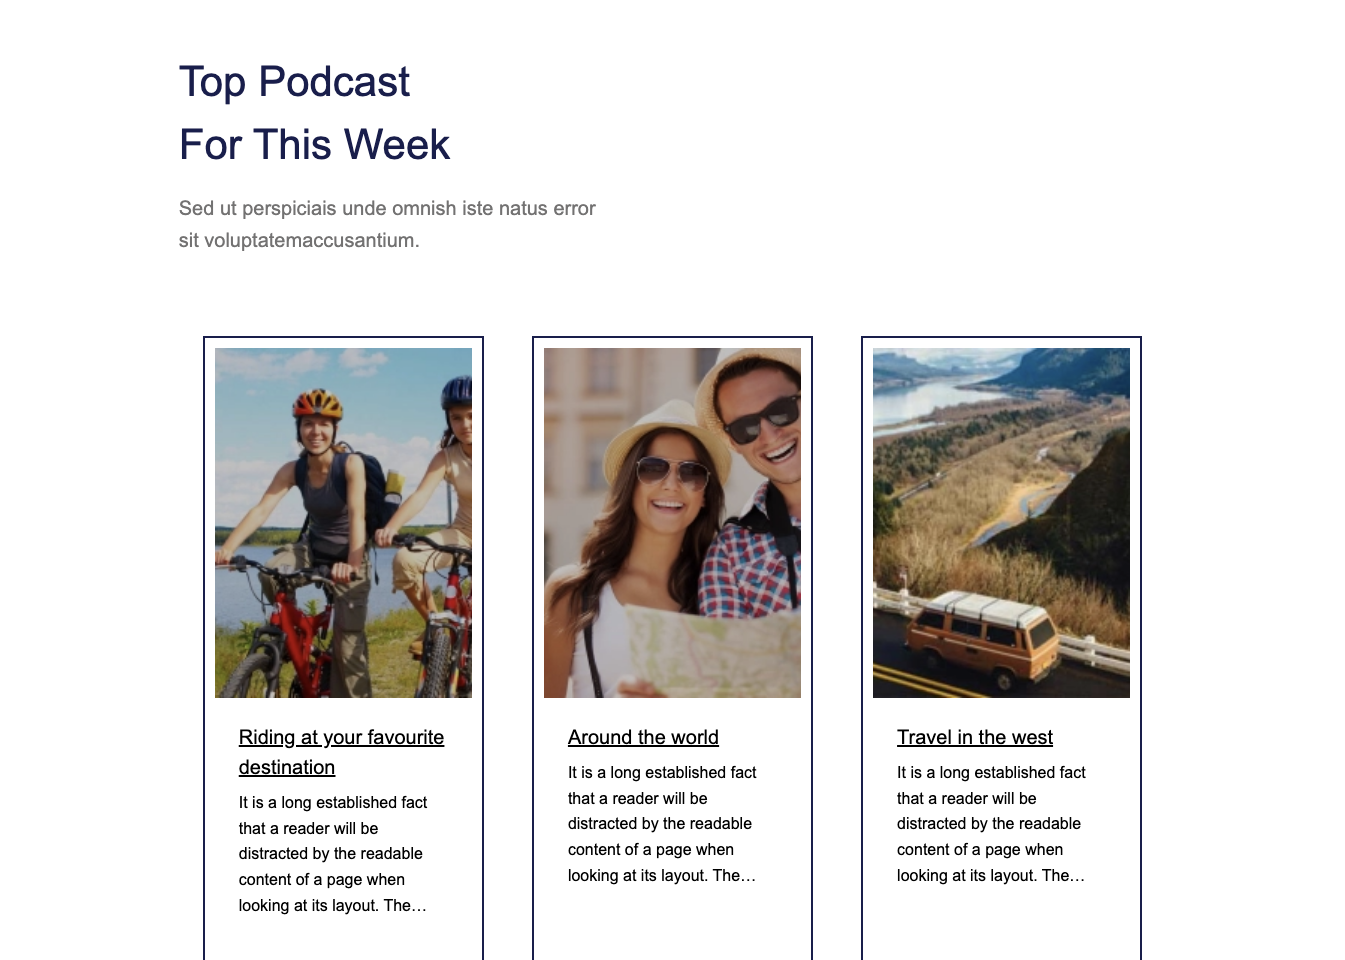 Top Podcast
For This Week
Sed ut perspiciais unde omnish iste natus error
sit voluptatemaccusantium.
Riding at your favourite
destination
It is a long established fact
that a reader will be
distracted by the readable
content of a page when
looking at its layout. The…
Around the world
It is a long established fact
that a reader will be
distracted by the readable
content of a page when
looking at its layout. The…
Travel in the west
It is a long established fact
that a reader will be
distracted by the readable
content of a page when
looking at its layout. The…